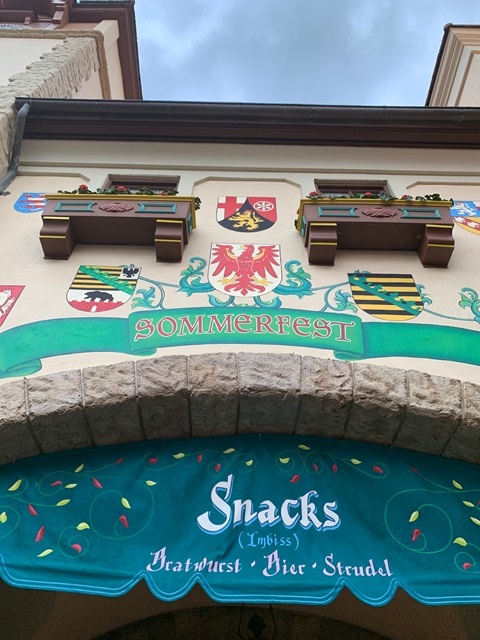 SOMMERFEST
Snacks
(Imbiss)
Bratwurst · Bier · Strudel